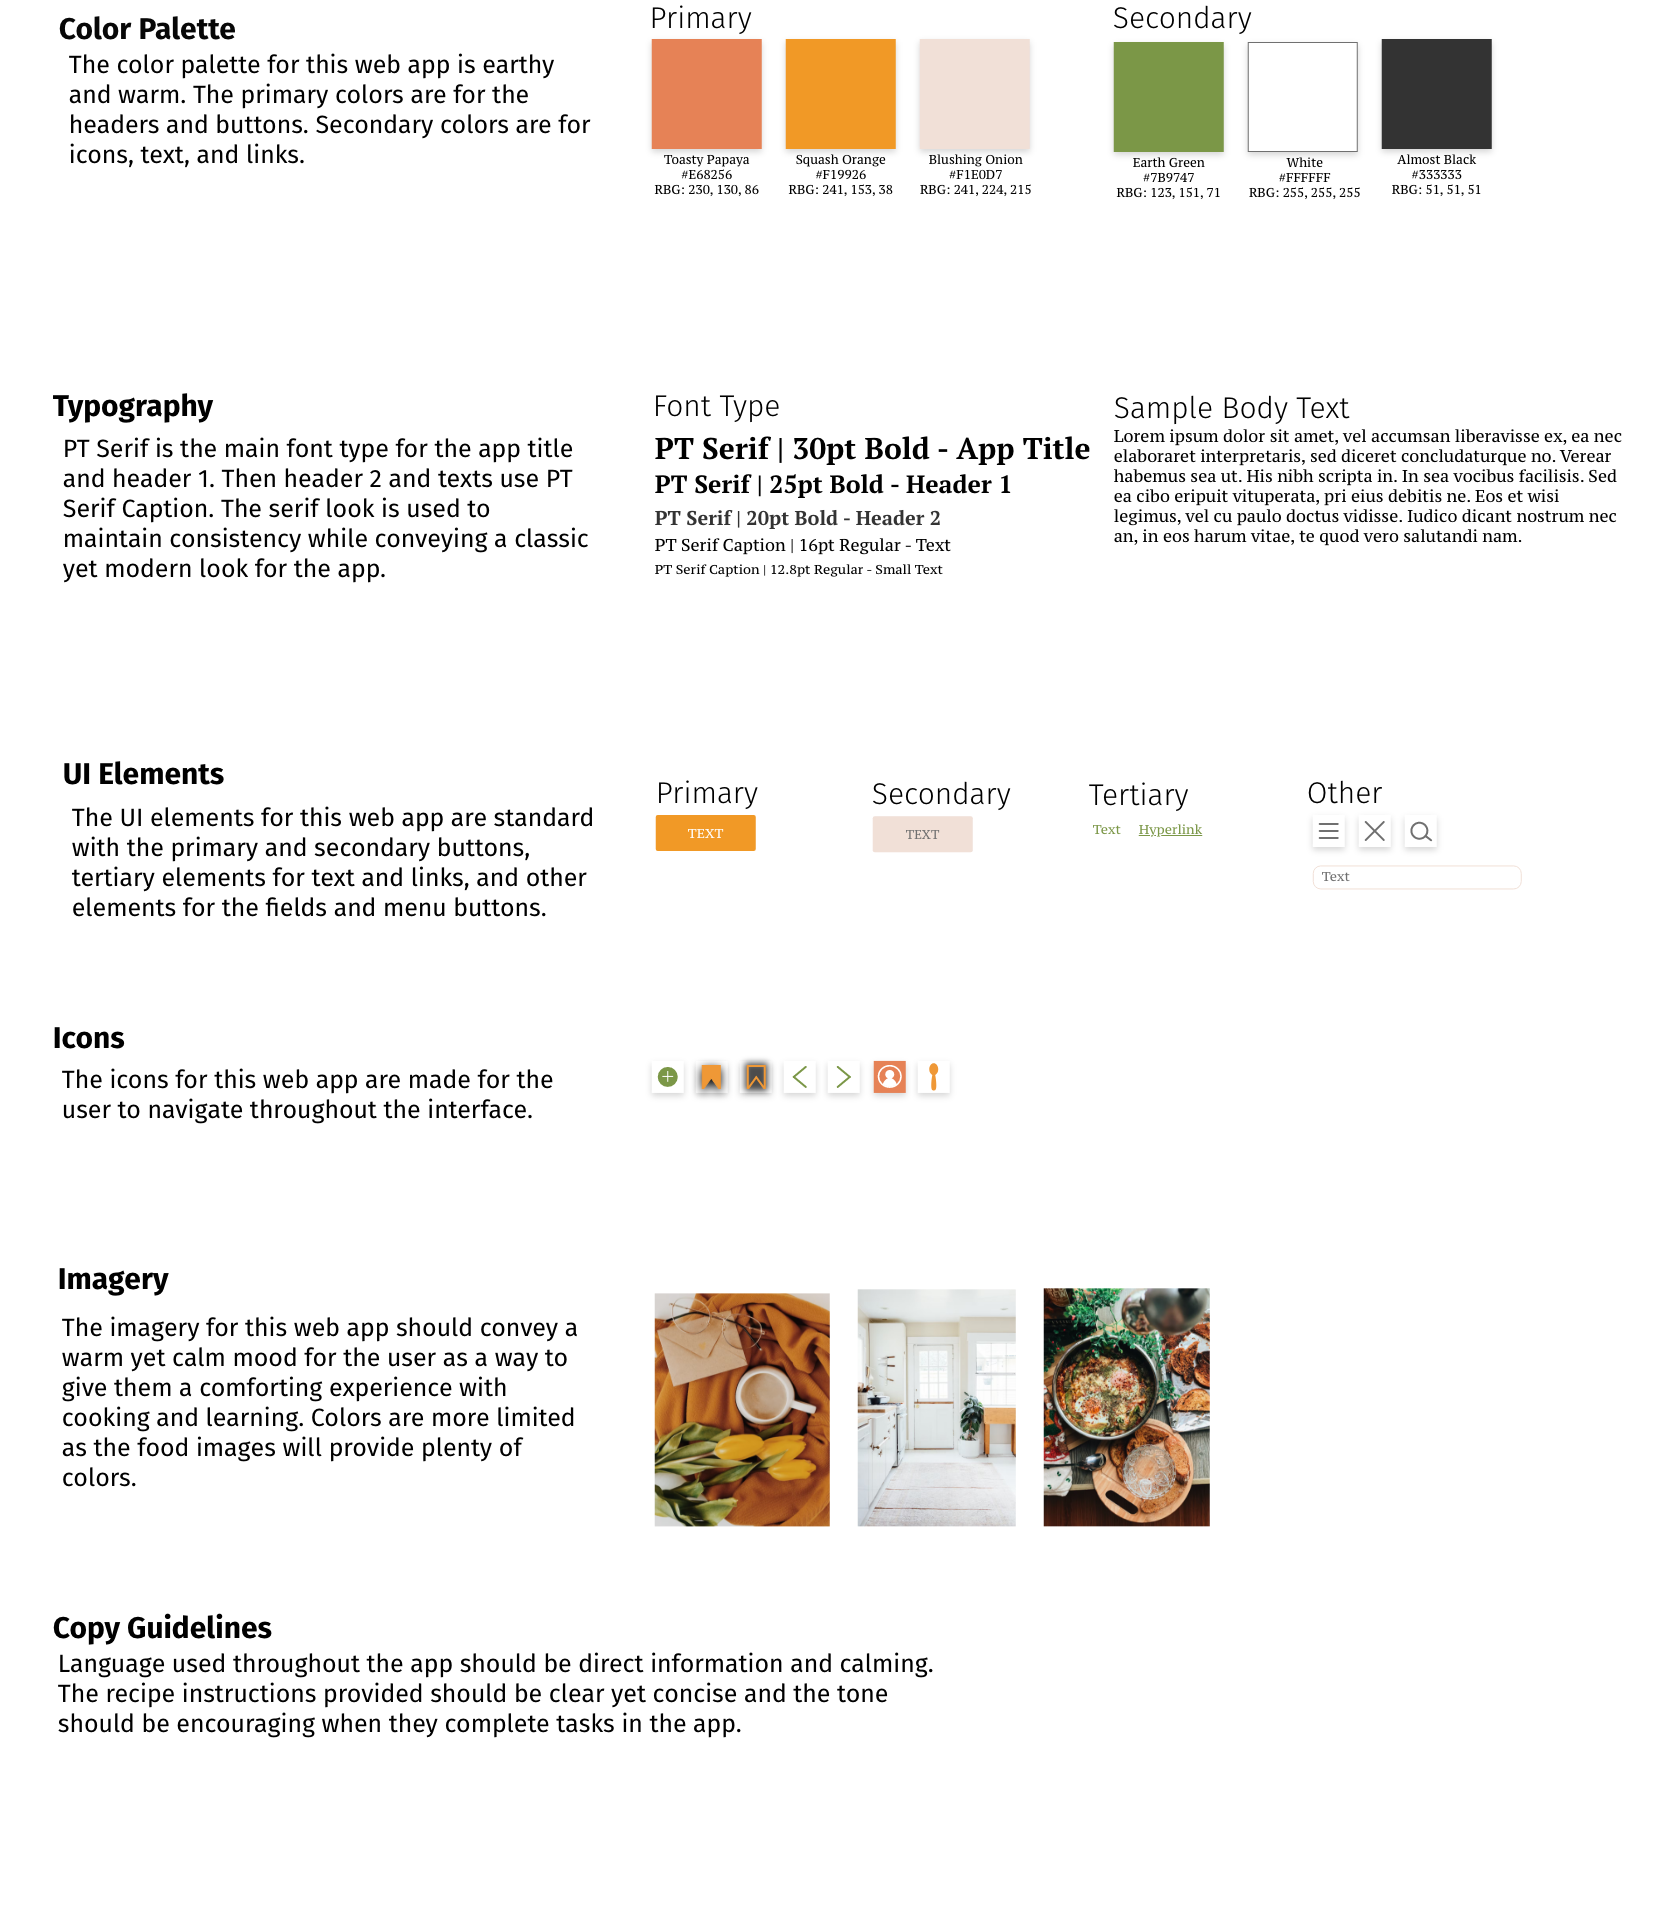 Color Palette
The color palette for this web app is earthy
and warm. The primary colors are for the
headers and buttons. Secondary colors are for
icons, text, and links.
Primary
Toasty Papaya
#E68256
RBG: 230, 130, 86
Squash Orange
#F19926
RBG: 241, 153, 38
Blushing Onion
#F1E0D7
RBG: 241, 224, 215
Secondary
Earth Green
#7B9747
RBG: 123, 151, 71
White
#FFFFFF
RBG: 255, 255, 255
Almost Black
#333333
RBG: 51, 51, 51
Typography
PT Serif is the main font type for the app title
and header 1. Then header 2 and texts use PT
Serif Caption. The serif look is used to
maintain consistency while conveying a classic
yet modern look for the app.
Font Type
PT Serif | 30pt Bold - App Title
PT Serif | 25pt Bold - Header 1
PT Serif | 20pt Bold - Header 2
PT Serif Caption | 16pt Regular - Text
PT Serif Caption | 12.8pt Regular - Small Text
Sample Body Text
Lorem ipsum dolor sit amet, vel accumsan liberavisse ex, ea nec
elaboraret interpretaris, sed diceret concludaturque no. Verear
habemus sea ut. His nibh scripta in. In sea vocibus facilisis. Sed
ea cibo eripuit vituperata, pri eius debitis ne. Eos et wisi
legimus, vel cu paulo doctus vidisse. Iudico dicant nostrum nec
an, in eos harum vitae, te quod vero salutandi nam.
UI Elements
The UI elements for this web app are standard
with the primary and secondary buttons,
tertiary elements for text and links, and other
elements for the fields and menu buttons.
Primary
TEXT
Secondary
TEXT
Tertiary
Text Hyperlink
Other
Text
Icons
The icons for this web app are made for the
user to navigate throughout the interface.
Imagery
The imagery for this web app should convey a
warm yet calm mood for the user as a way to
give them a comforting experience with
cooking and learning. Colors are more limited
as the food images will provide plenty of
colors.
Copy Guidelines
Language used throughout the app should be direct information and calming.
The recipe instructions provided should be clear yet concise and the tone
should be encouraging when they complete tasks in the app.